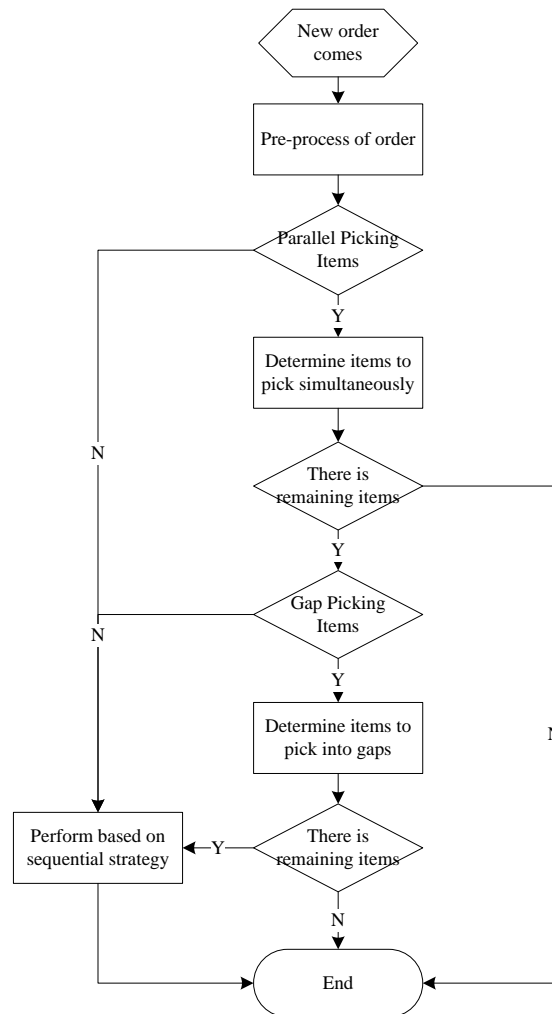 New order
comes
Pre-process of order
Parallel Picking
Items
Y
Determine items to
pick simultaneously
N
There is
remaining items
Y
Gap Picking
Items
N
Y
Determine items to
pick into gaps
N
Perform based on
sequential strategy
Y
There is
remaining items
N
End